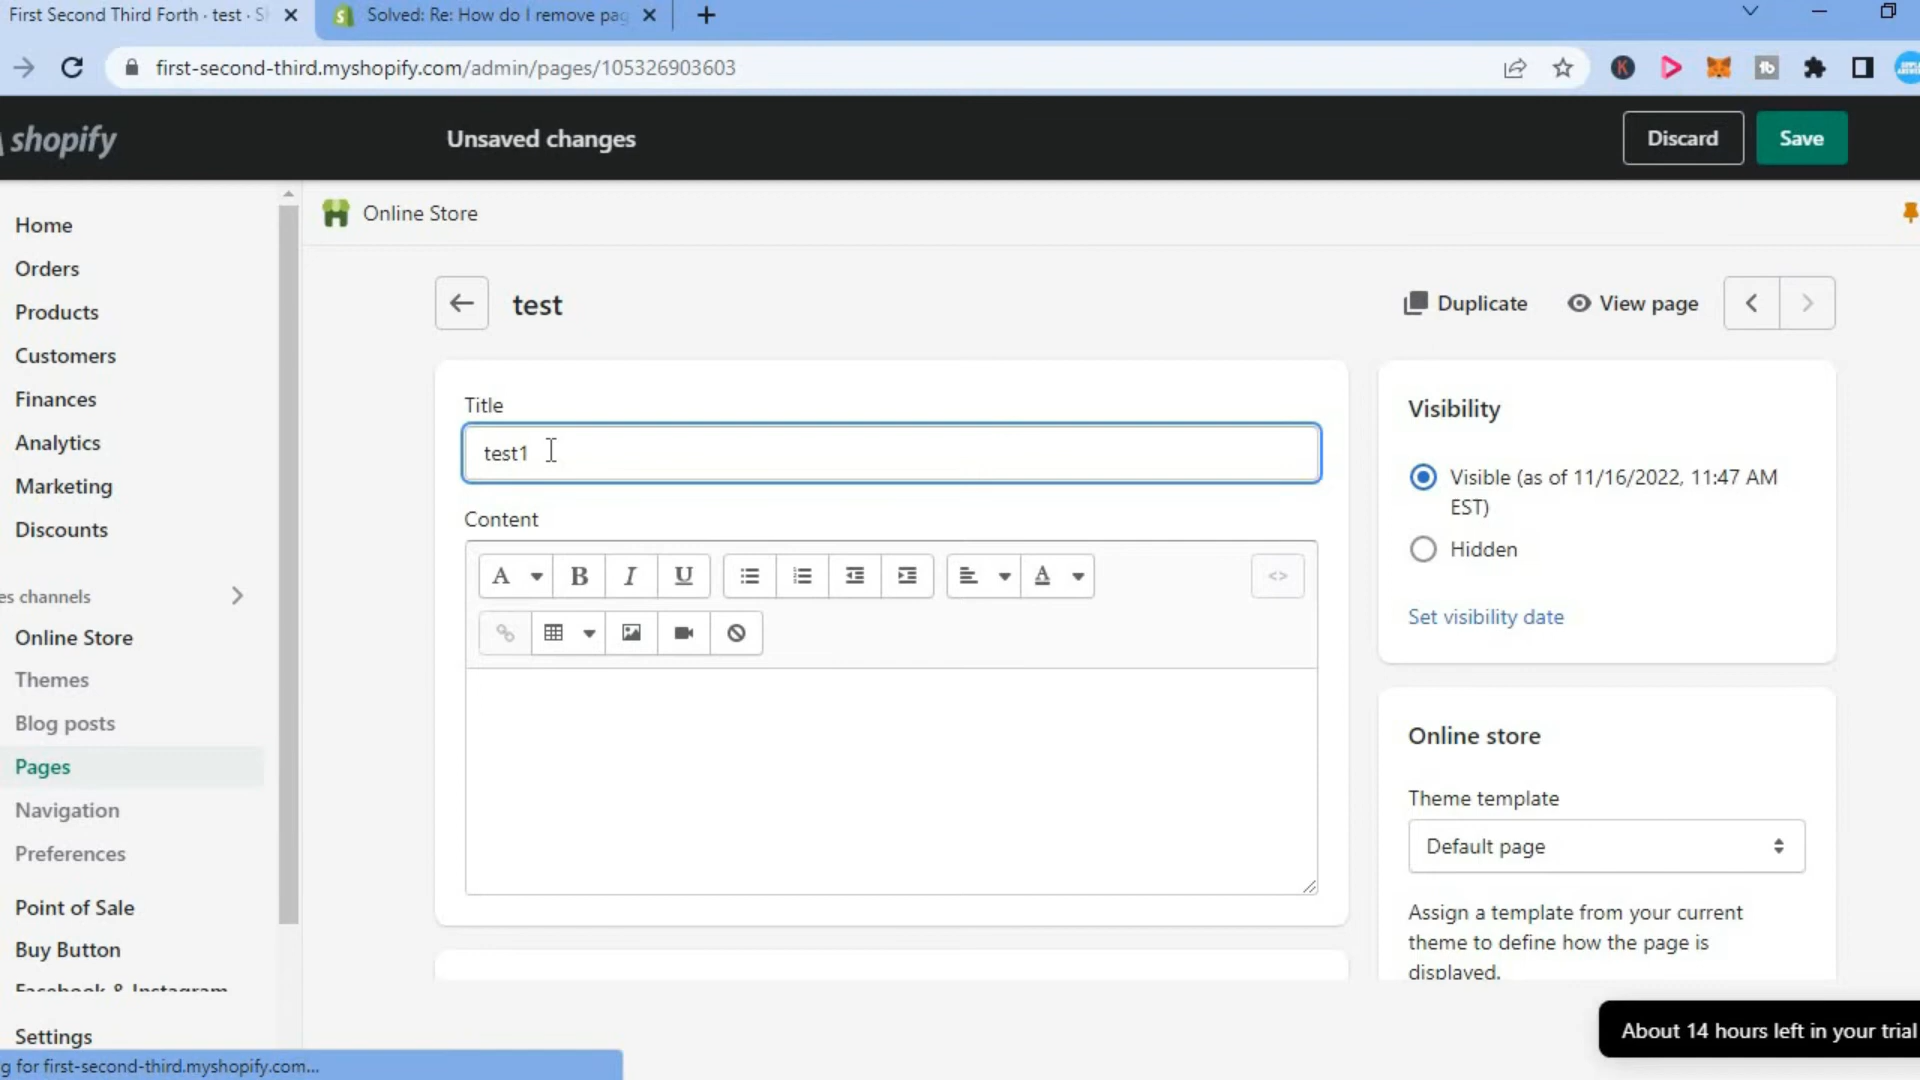 First Second Third Forth · test · S
Solved: Re: How do I remove pag
first-second-third.myshopify.com/admin/pages/105326903603
shopify
Unsaved changes
Discard
Save
Home
Orders
Products
Customers
Finances
Analytics
Marketing
Discounts
es channels
Online Store
Themes
Blog posts
Pages
Navigation
Preferences
Point of Sale
Buy Button
Facebook & Instagram
Settings
g for first-second-third.myshopify.com...
Online Store
test
Duplicate
View page
Title
test1
Content
A
B
I
U
A
<>
Visibility
Visible (as of 11/16/2022, 11:47 AM
EST)
Hidden
Set visibility date
Online store
Theme template
Default page
Assign a template from your current
theme to define how the page is
displayed.
About 14 hours left in your trial